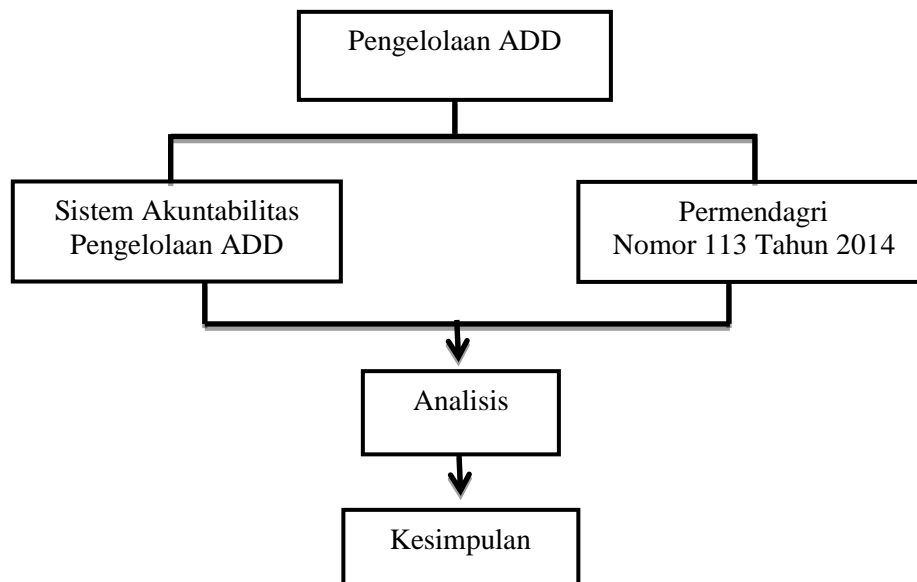 Pengelolaan ADD
Sistem Akuntabilitas
Pengelolaan ADD
Permendagri
Nomor 113 Tahun 2014
Analisis
Kesimpulan